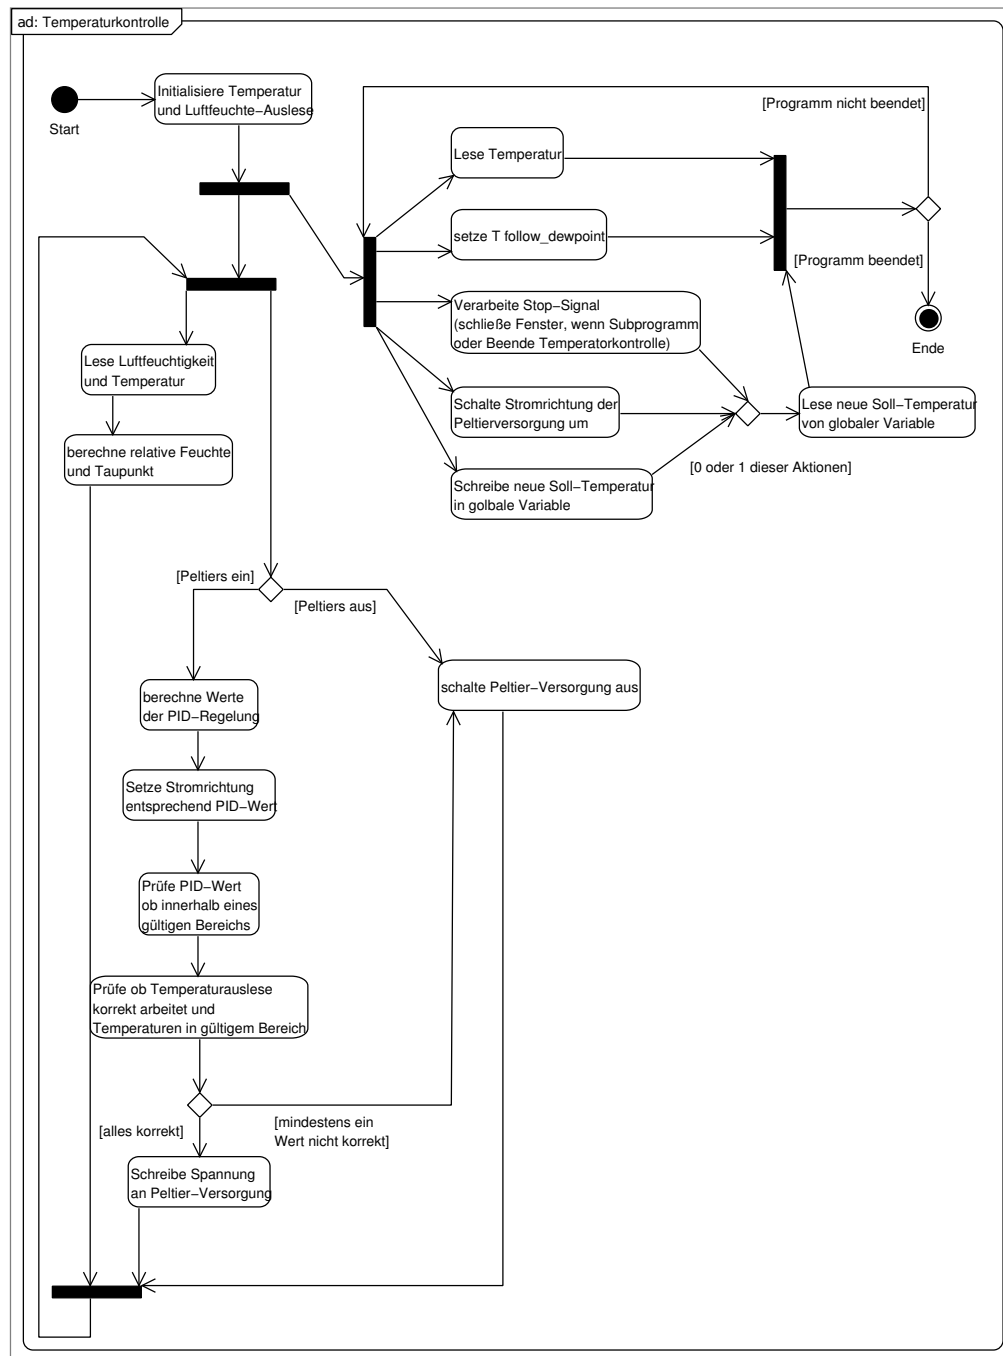 ad: Temperaturkontrolle
Start
Initialisiere Temperatur
und Luftfeuchte−Auslese
[Programm nicht beendet]
Lese Temperatur
setze T follow_dewpoint
[Programm beendet]
Verarbeite Stop−Signal
(schließe Fenster, wenn Subprogramm
oder Beende Temperatorkontrolle)
Ende
Lese Luftfeuchtigkeit
und Temperatur
Schalte Stromrichtung der
Peltierversorgung um
Lese neue Soll−Temperatur
von globaler Variable
berechne relative Feuchte
und Taupunkt
[0 oder 1 dieser Aktionen]
Schreibe neue Soll−Temperatur
in golbale Variable
[Peltiers ein]
[Peltiers aus]
schalte Peltier−Versorgung aus
berechne Werte
der PID−Regelung
Setze Stromrichtung
entsprechend PID−Wert
Prüfe PID−Wert
ob innerhalb eines
gültigen Bereichs
Prüfe ob Temperaturauslese
korrekt arbeitet und
Temperaturen in gültigem Bereich
[alles korrekt]
[mindestens ein
Wert nicht korrekt]
Schreibe Spannung
an Peltier−Versorgung